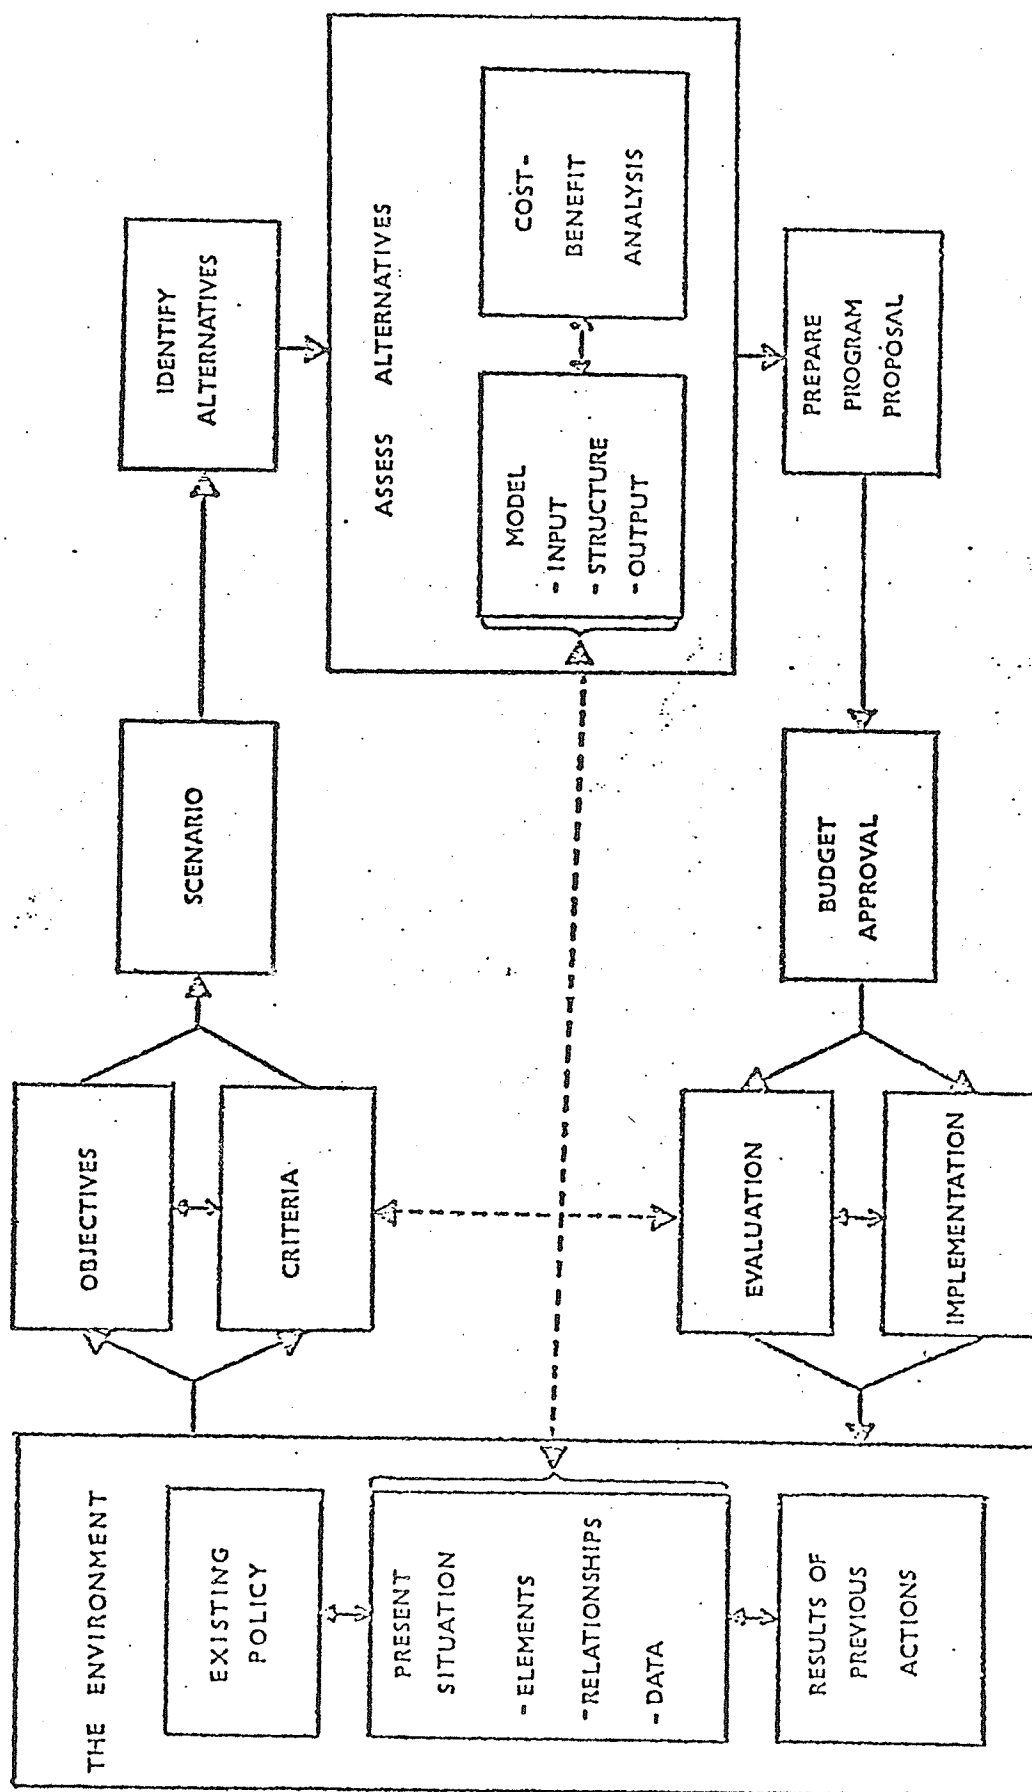 THE ENVIRONMENT
EXISTING
POLICY
PRESENT
SITUATION
- ELEMENTS
- RELATIONSHIPS
- DATA
RESULTS OF
PREVIOUS
ACTIONS
OBJECTIVES
CRITERIA
SCENARIO
IDENTIFY
ALTERNATIVES
ASSESS ALTERNATIVES
MODEL
- INPUT
- STRUCTURE
- OUTPUT
COST-
BENEFIT
ANALYSIS
PREPARE
PROGRAM
PROPOSAL
BUDGET
APPROVAL
EVALUATION
IMPLEMENTATION